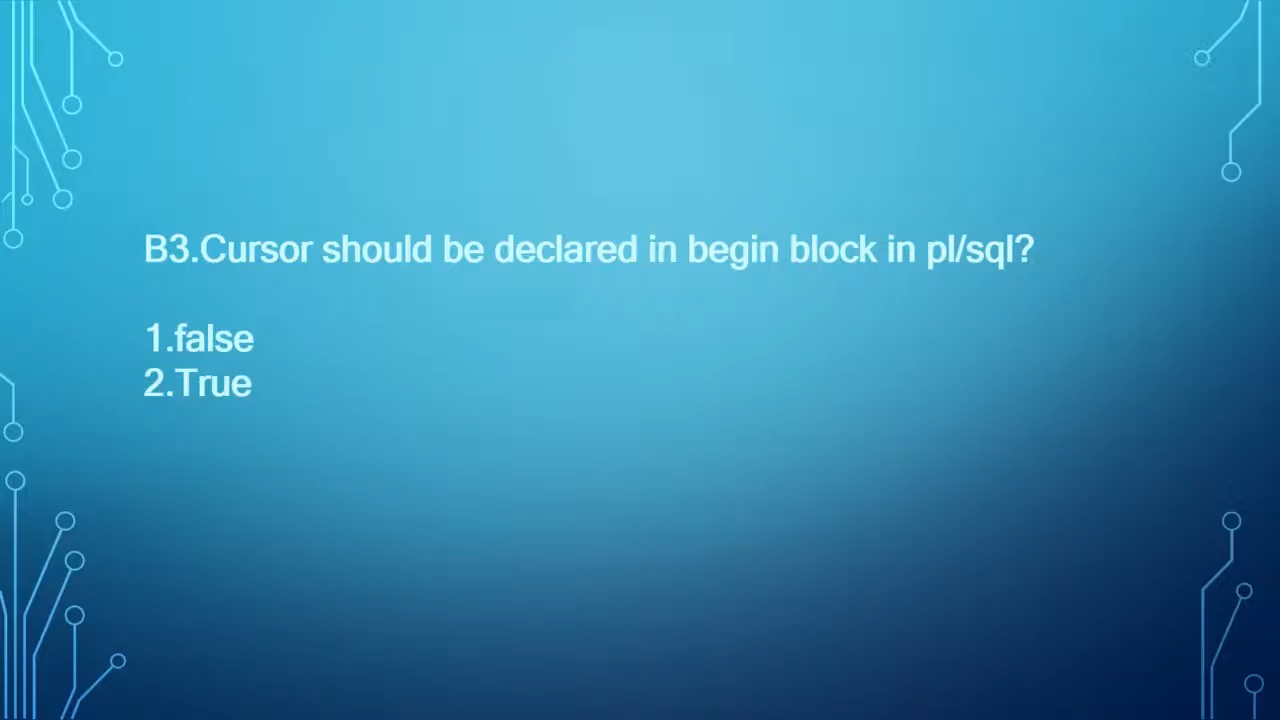 B3.Cursor should be declared in begin block in pl/sql?
1.false
2.True